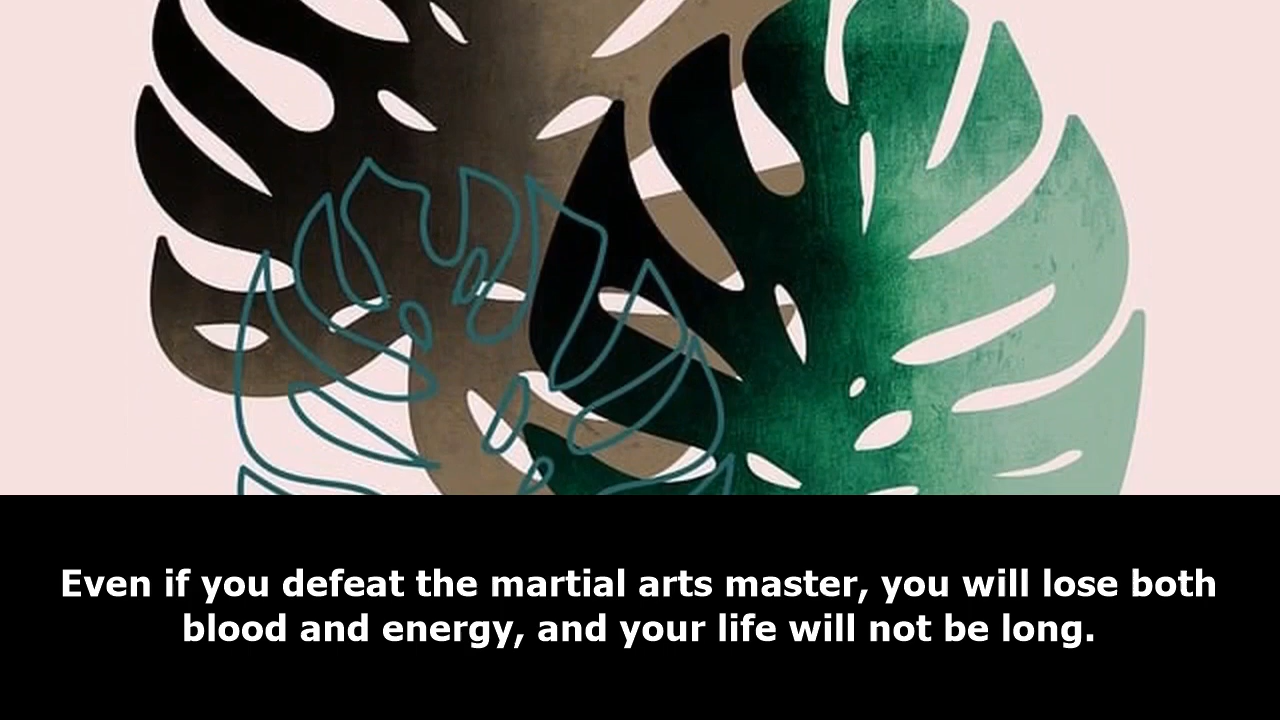 Even if you defeat the martial arts master, you will lose both
blood and energy, and your life will not be long.